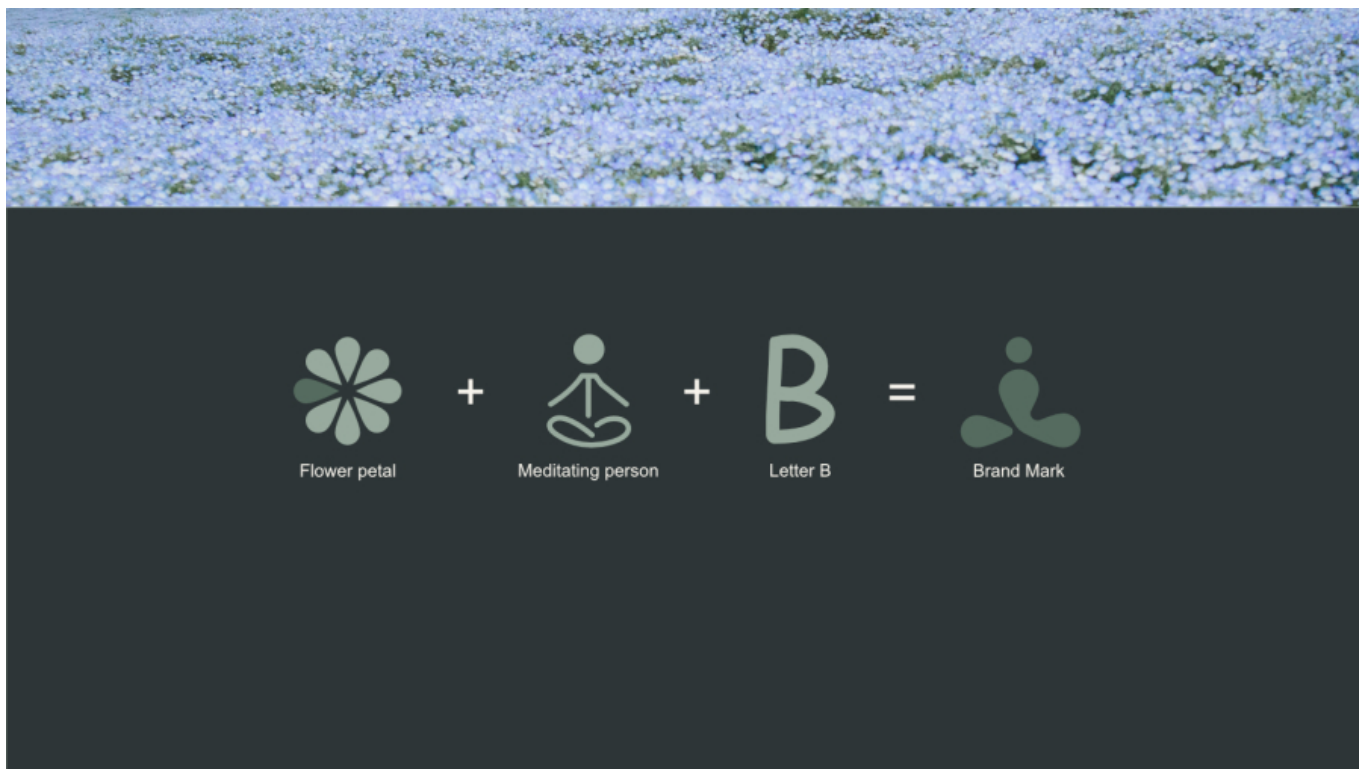 + + B =
Flower petal Meditating person Letter B Brand Mark